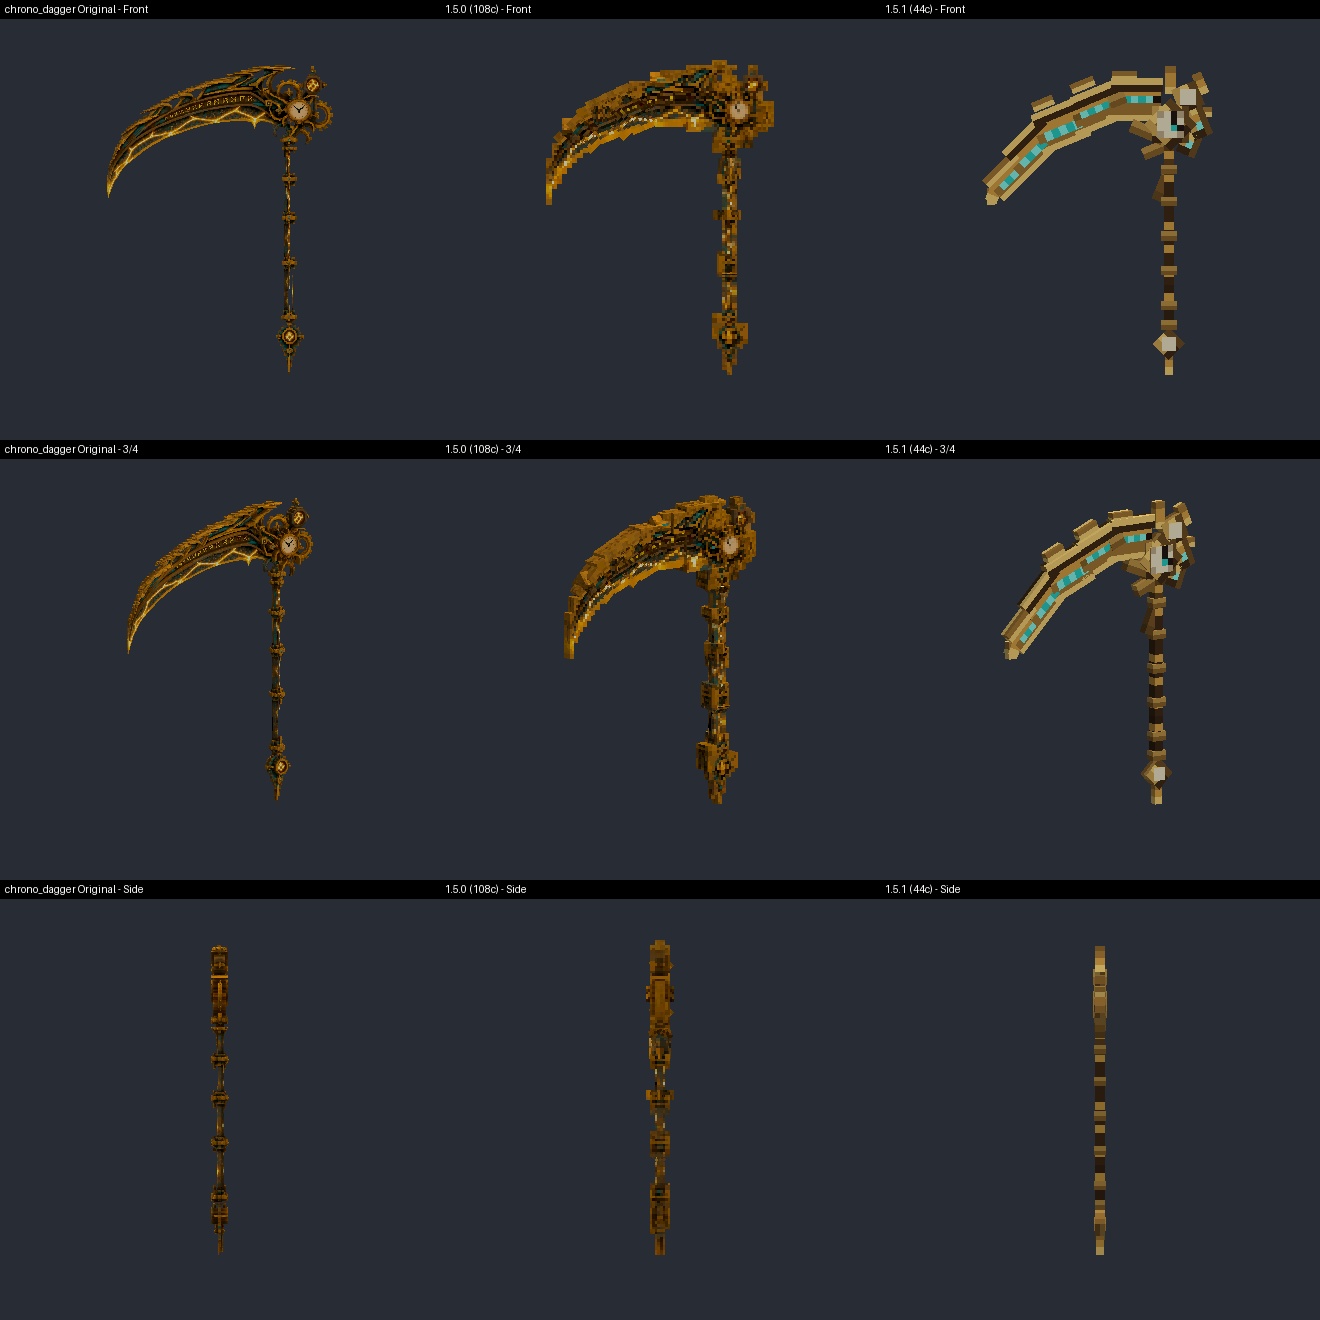 chrono_dagger Original - Front
1.5.0 (108c) - Front
1.5.1 (44c) - Front
chrono_dagger Original - 3/4
1.5.0 (108c) - 3/4
1.5.1 (44c) - 3/4
chrono_dagger Original - Side
1.5.0 (108c) - Side
1.5.1 (44c) - Side